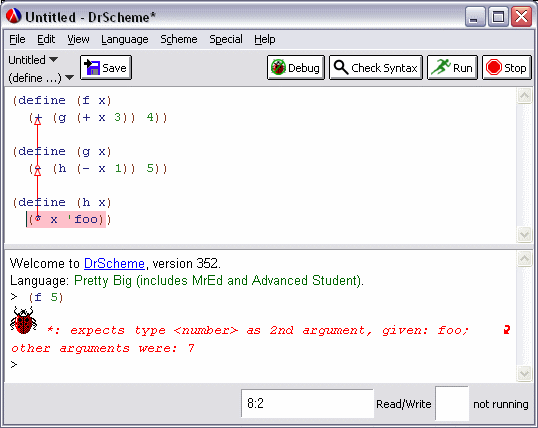 Untitled - DrScheme*
File Edit View Language Scheme Special Help
Untitled
(define ...) Save Debug Check Syntax Run Stop
(define (f x)
(+ (g (+ x 3)) 4))
(define (g x)
( (h (- x 1)) 5))
(define (h x)
(* x 'foo))
Welcome to DrScheme, version 352.
Language: Pretty Big (includes MrEd and Advanced Student).
> (f 5)
*: expects type <number> as 2nd argument, given: foo;
other arguments were: 7
>
8:2 Read/Write not running